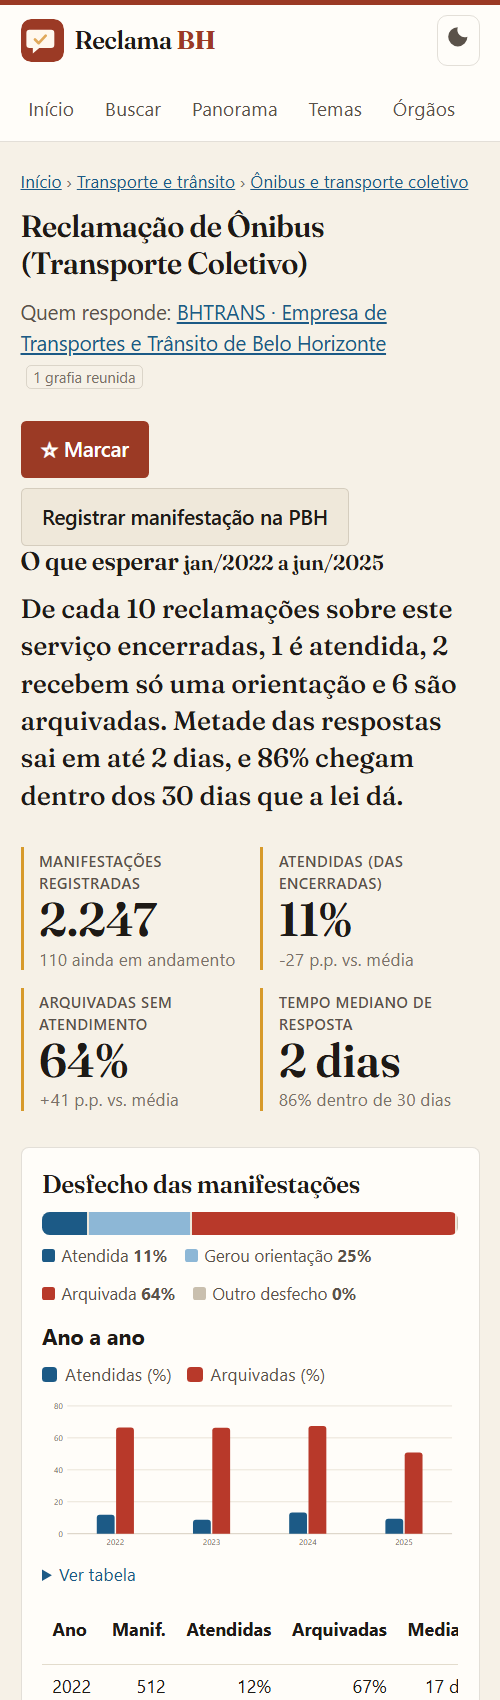 Reclama BH
Início Buscar Panorama Temas Órgãos
Início › Transporte e trânsito › Ônibus e transporte coletivo
Reclamação de Ônibus
(Transporte Coletivo)
Quem responde: BHTRANS · Empresa de
Transportes e Trânsito de Belo Horizonte
1 grafia reunida
☆ Marcar
Registrar manifestação na PBH
O que esperar jan/2022 a jun/2025
De cada 10 reclamações sobre este
serviço encerradas, 1 é atendida, 2
recebem só uma orientação e 6 são
arquivadas. Metade das respostas
sai em até 2 dias, e 86% chegam
dentro dos 30 dias que a lei dá.
MANIFESTAÇÕES
REGISTRADAS
2.247
110 ainda em andamento
ATENDIDAS (DAS
ENCERRADAS)
11%
-27 p.p. vs. média
ARQUIVADAS SEM
ATENDIMENTO
64%
+41 p.p. vs. média
TEMPO MEDIANO DE
RESPOSTA
2 dias
86% dentro de 30 dias
Desfecho das manifestações
Atendida 11% Gerou orientação 25%
Arquivada 64% Outro desfecho 0%
Ano a ano
Atendidas (%) Arquivadas (%)
80
60
40
20
0
2022 2023 2024 2025
▶ Ver tabela
Ano Manif. Atendidas Arquivadas Media
2022 512 12% 67% 17 d